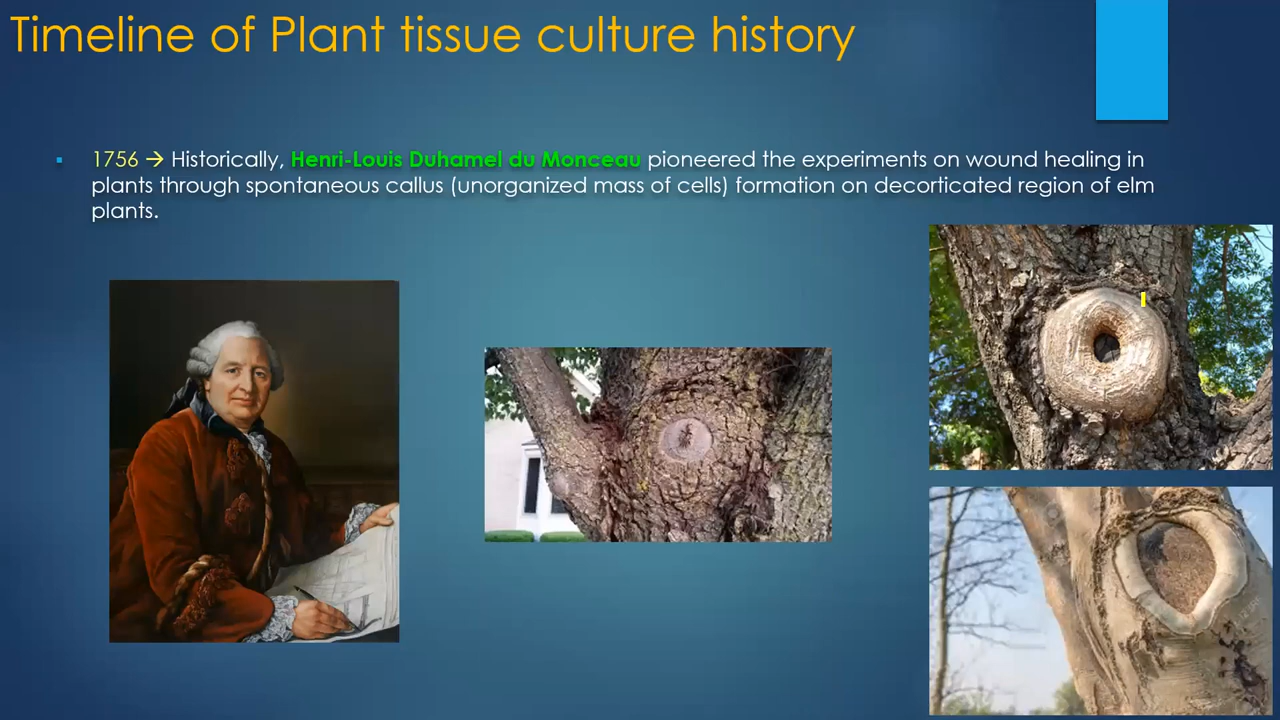 Timeline of Plant tissue culture history
1756 → Historically, Henri-Louis Duhamel du Monceau pioneered the experiments on wound healing in
plants through spontaneous callus (unorganized mass of cells) formation on decorticated region of elm
plants.